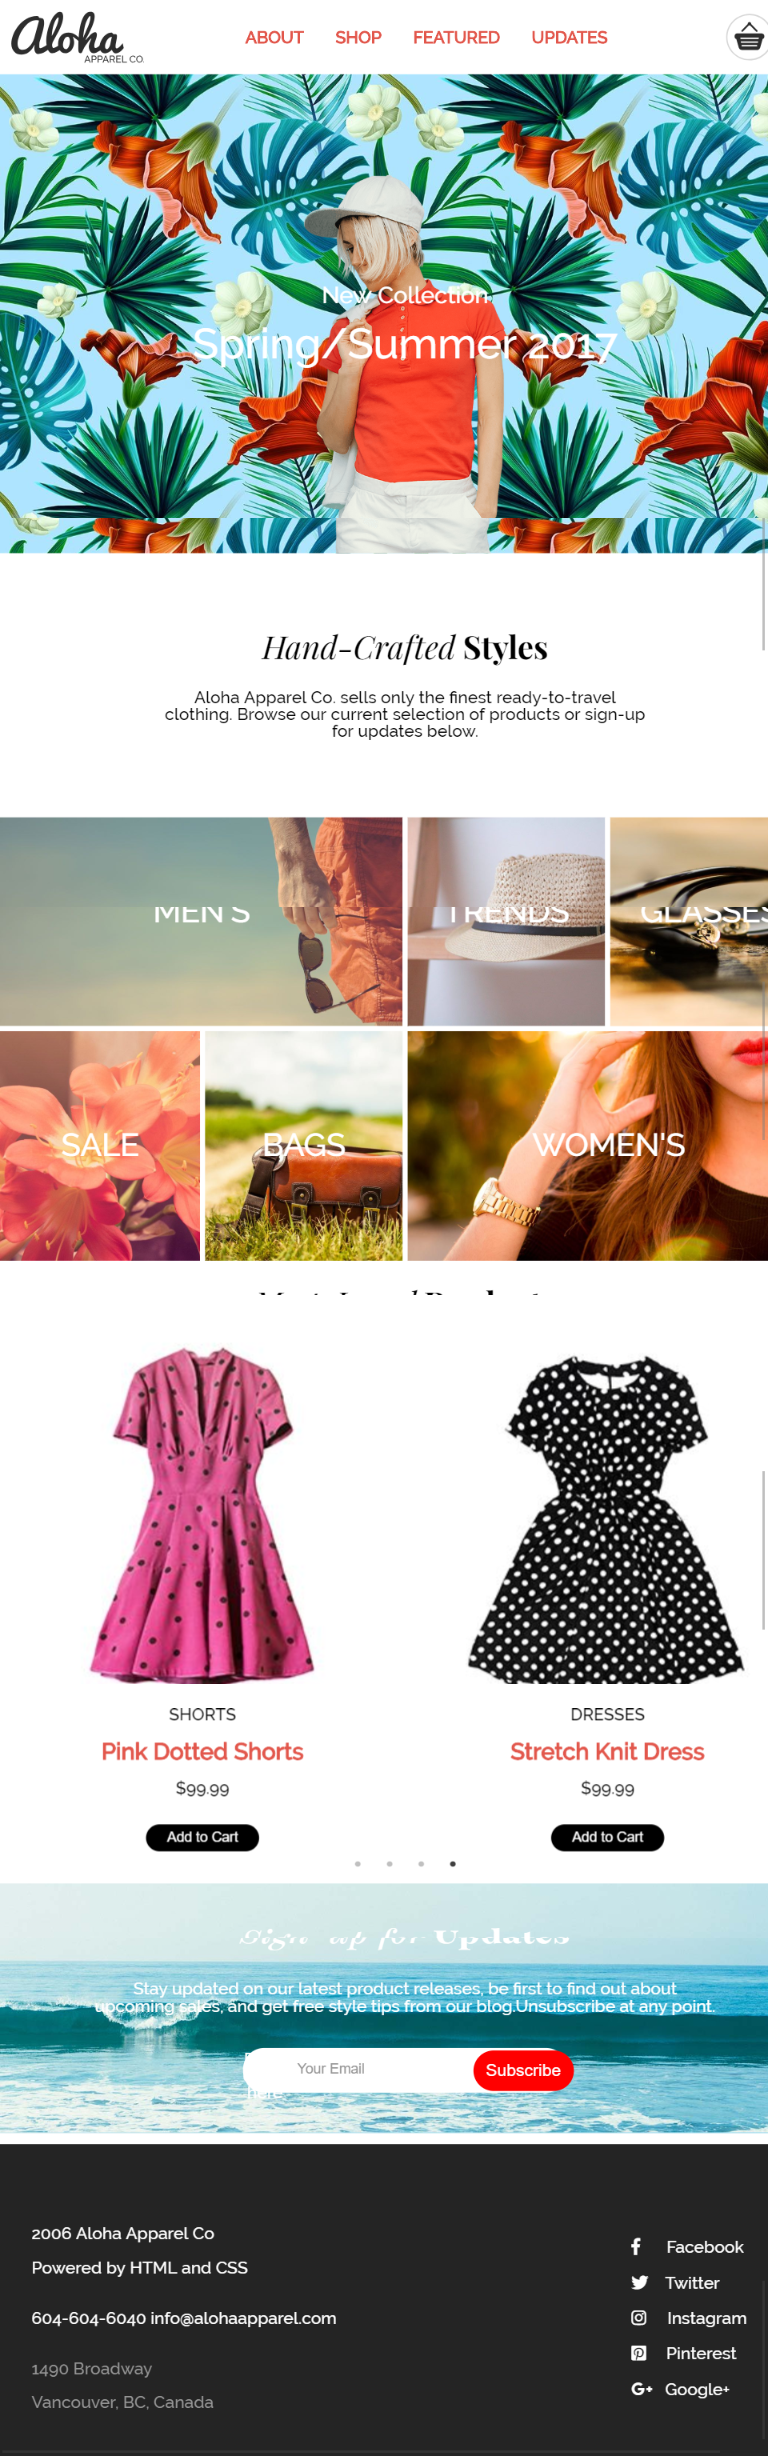 Aloha
APPAREL CO.
ABOUT SHOP FEATURED UPDATES
New Collection
Spring/Summer 2017
Hand-Crafted Styles
Aloha Apparel Co. sells only the finest ready-to-travel
clothing. Browse our current selection of products or sign-up
for updates below.
MEN'S TRENDS GLASSES
SALE BAGS WOMEN'S
SHORTS DRESSES
Pink Dotted Shorts Stretch Knit Dress
$99.99 $99.99
Add to Cart Add to Cart
Sign up for Updates
Stay updated on our latest product releases, be first to find out about
upcoming sales, and get free style tips from our blog.Unsubscribe at any point.
Your Email Subscribe
2006 Aloha Apparel Co
Powered by HTML and CSS
604-604-6040 info@alohaapparel.com
1490 Broadway
Vancouver, BC, Canada
Facebook
Twitter
Instagram
Pinterest
Google+